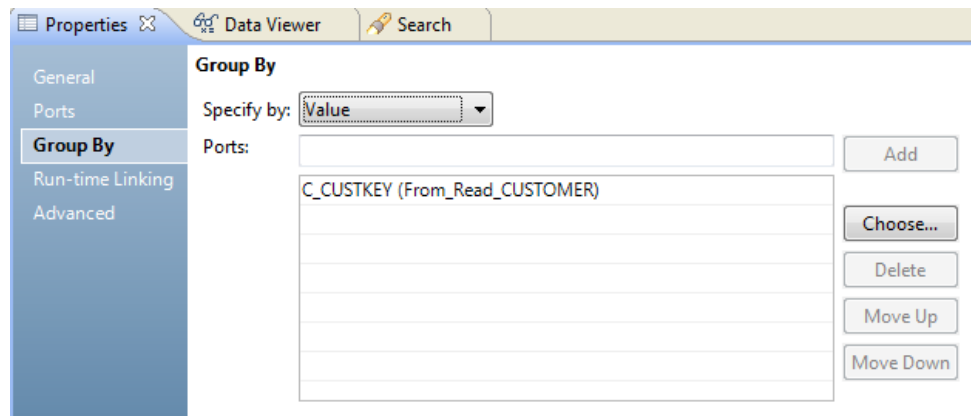 Properties Data Viewer Search
General
Ports
Group By
Run-time Linking
Advanced
Group By
Specify by: Value
Ports:
Add
C_CUSTKEY (From_Read_CUSTOMER)
Choose...
Delete
Move Up
Move Down